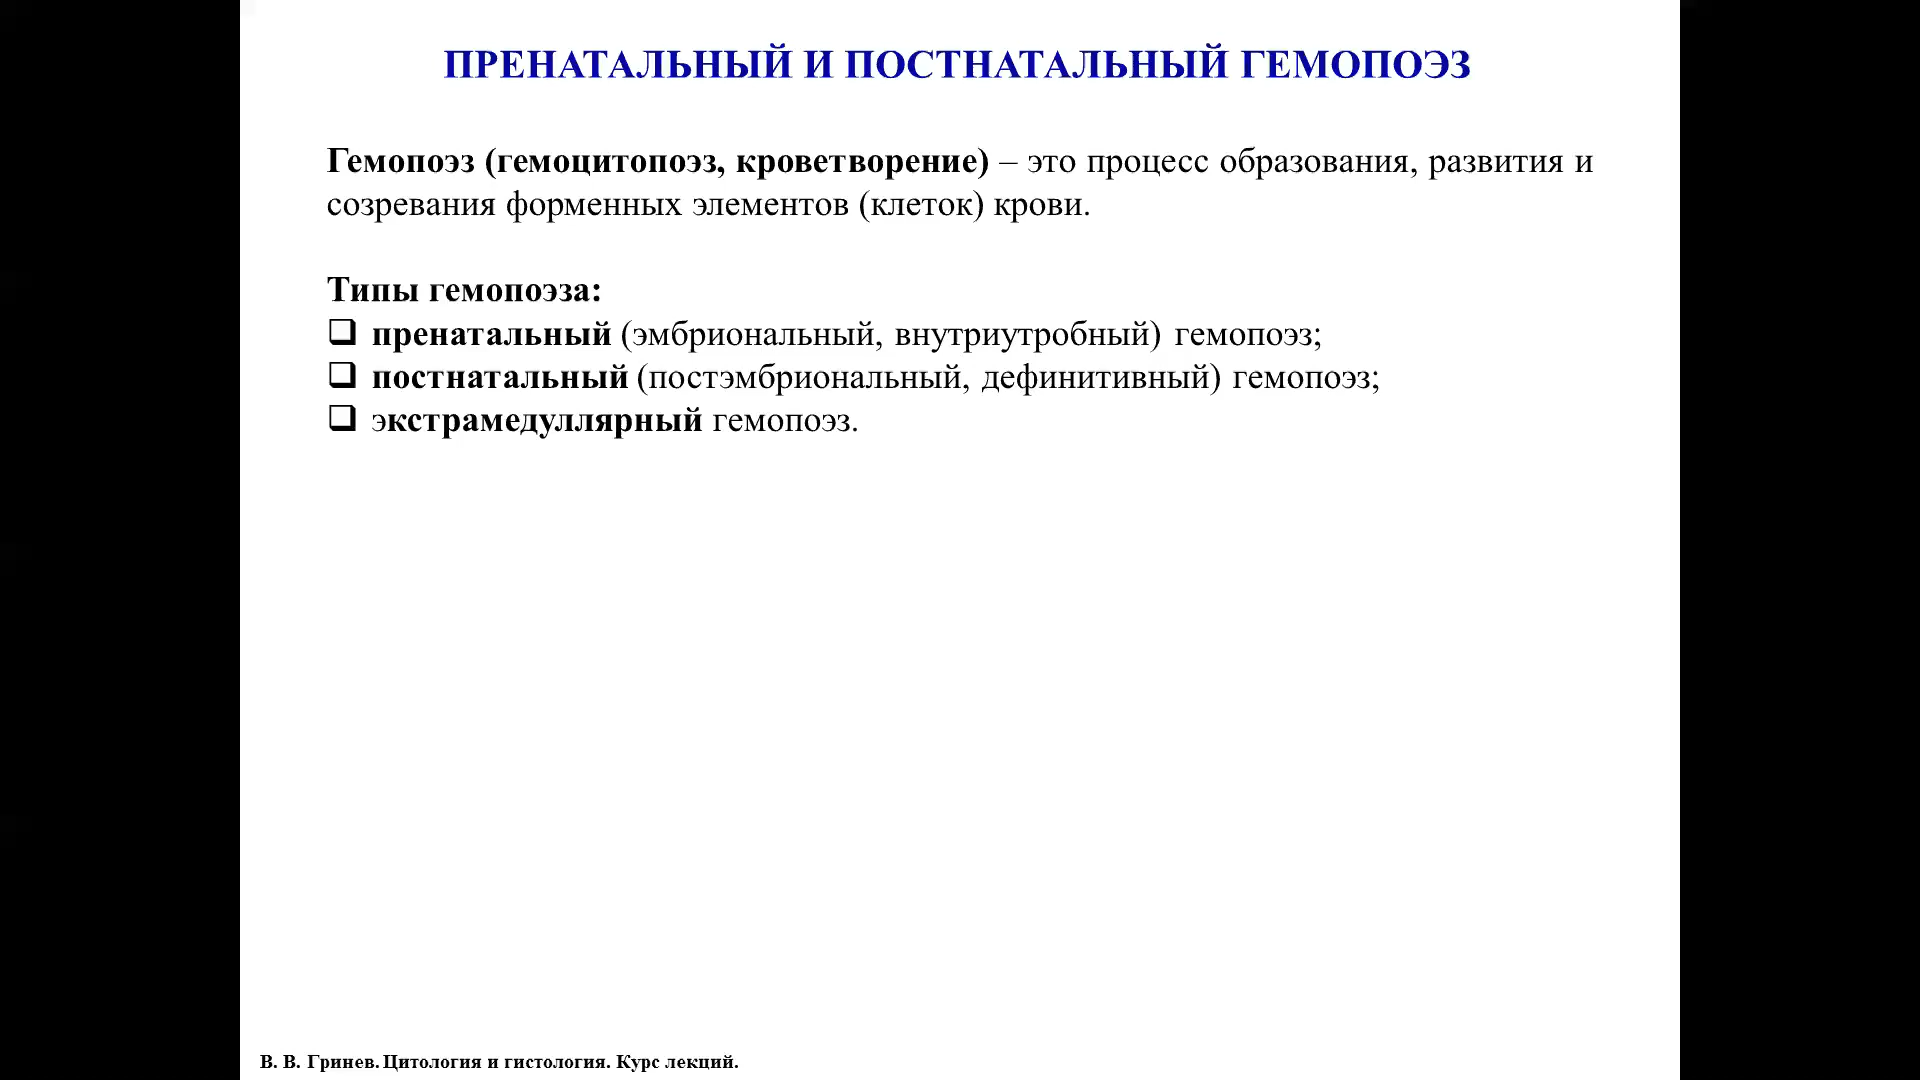 ПРЕНАТАЛЬНЫЙ И ПОСТНАТАЛЬНЫЙ ГЕМОПОЭЗ
Гемопоэз (гемоцитопоэз, кроветворение) – это процесс образования, развития и
созревания форменных элементов (клеток) крови.
Типы гемопоэза:
❑ пренатальный (эмбриональный, внутриутробный) гемопоэз;
❑ постнатальный (постэмбриональный, дефинитивный) гемопоэз;
❑ экстрамедуллярный гемопоэз.
В. В. Гринев. Цитология и гистология. Курс лекций.